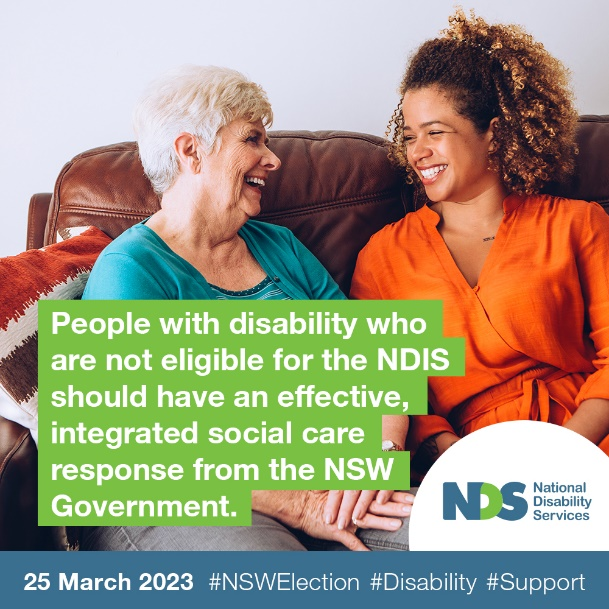 People with disability who
are not eligible for the NDIS
should have an effective,
integrated social care
response from the NSW
Government.
NDS
National
Disability
Services
25 March 2023 #NSWElection #Disability #Support